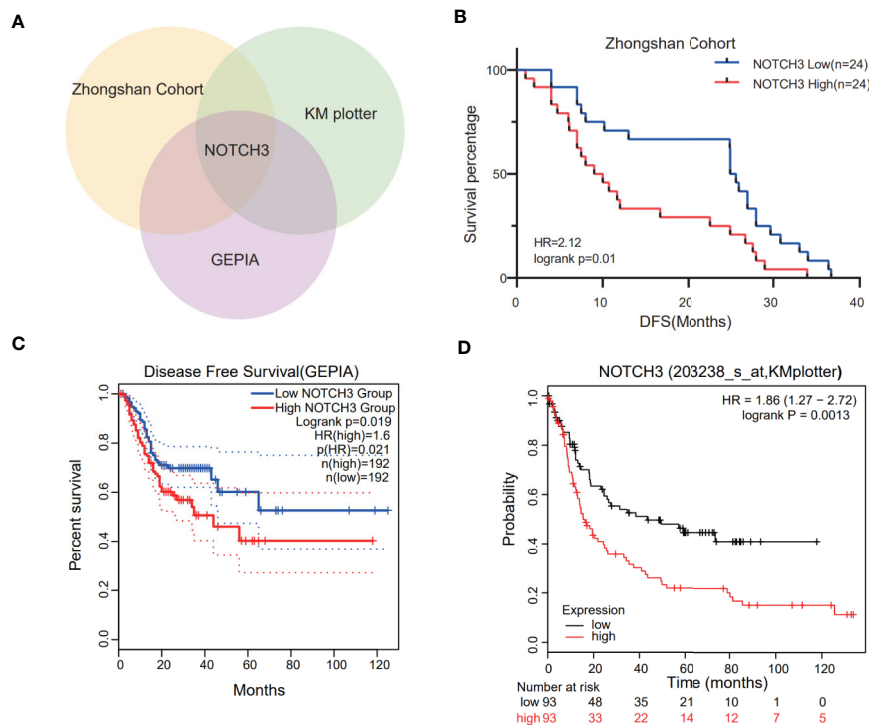 A
Zhongshan Cohort
KM plotter
NOTCH3
GEPIA
B
Zhongshan Cohort
NOTCH3 Low(n=24)
NOTCH3 High(n=24)
Survival percentage
100
50
0
HR=2.12
logrank p=0.01
0 10 20 30 40
DFS(Months)
C
Disease Free Survival(GEPIA)
Low NOTCH3 Group
High NOTCH3 Group
Logrank p=0.019
HR(high)=1.6
p(HR)=0.021
n(high)=192
n(low)=192
Percent survival
1.0
0.8
0.6
0.4
0.2
0.0
0 20 40 60 80 100 120
Months
D
NOTCH3 (203238_s_at,KMplotter)
HR = 1.86 (1.27 − 2.72)
logrank P = 0.0013
Probability
1.0
0.8
0.6
0.4
0.2
0.0
Expression
low
high
0 20 40 60 80 100 120
Time (months)
Number at risk
low 93 48 35 21 10 1 0
high 93 33 22 14 12 7 5